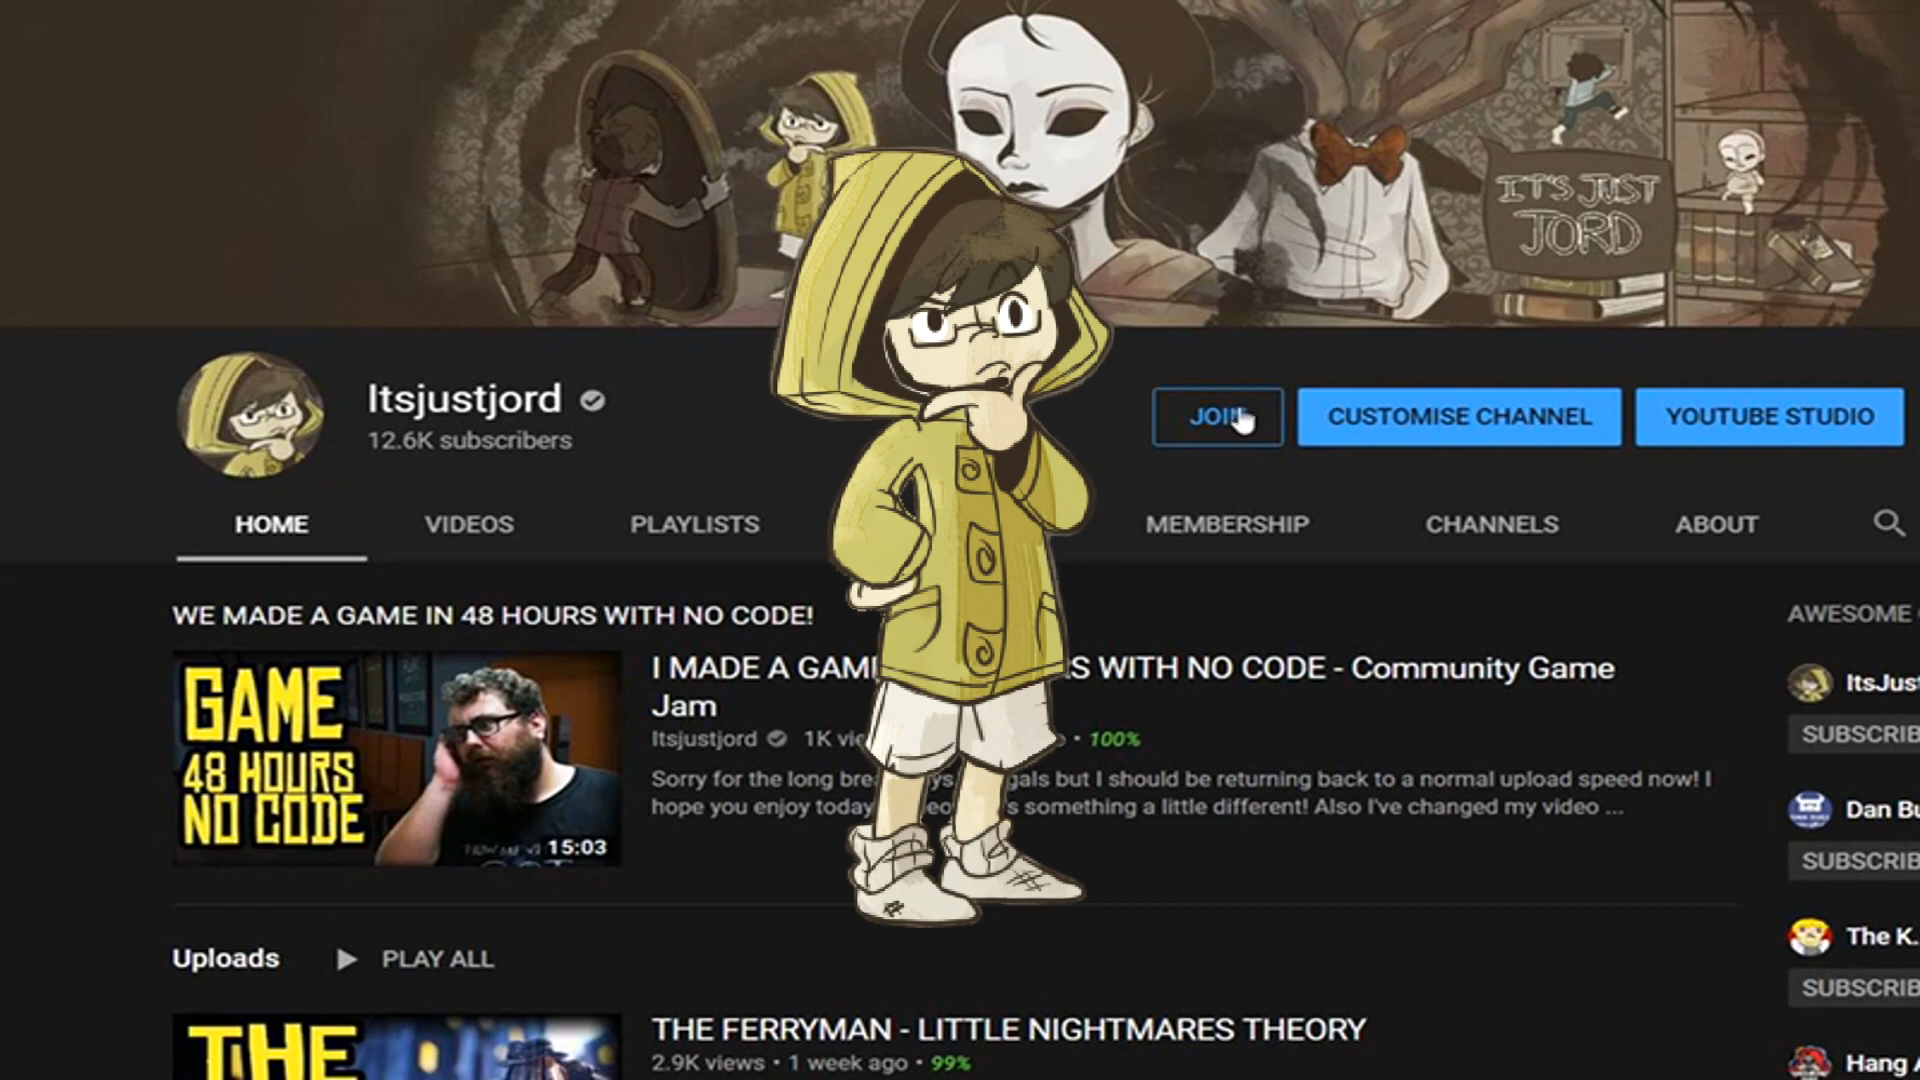 IT'S JUST
JORD
Itsjustjord
12.6K subscribers
JOIN
CUSTOMISE CHANNEL
YOUTUBE STUDIO
HOME
VIDEOS
PLAYLISTS
MEMBERSHIP
CHANNELS
ABOUT
WE MADE A GAME IN 48 HOURS WITH NO CODE!
AWESOME
GAME
48 HOURS
NO CODE
15:03
I MADE A GAM S WITH NO CODE - Community Game
Jam
Itsjustjord 1K vie • 100%
Sorry for the long brea ys gals but I should be returning back to a normal upload speed now! I
hope you enjoy today eo s something a little different! Also I've changed my video ...
ItsJust
SUBSCRIB
Dan Bu
SUBSCRIB
The K.
SUBSCRIB
Hang A
Uploads
PLAY ALL
THE
THE FERRYMAN - LITTLE NIGHTMARES THEORY
2.9K views • 1 week ago • 99%